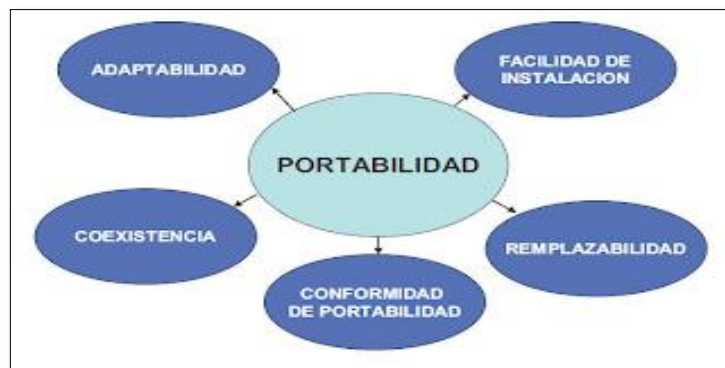 ADAPTABILIDAD
FACILIDAD DE
INSTALACION
PORTABILIDAD
COEXISTENCIA
REMPLAZABILIDAD
CONFORMIDAD
DE PORTABILIDAD